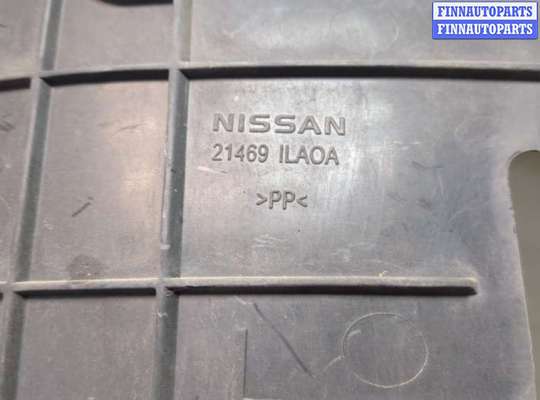 FINNAUTOPARTS
FINNAUTOPARTS
NISSAN
21469 ILAOA
>PP<